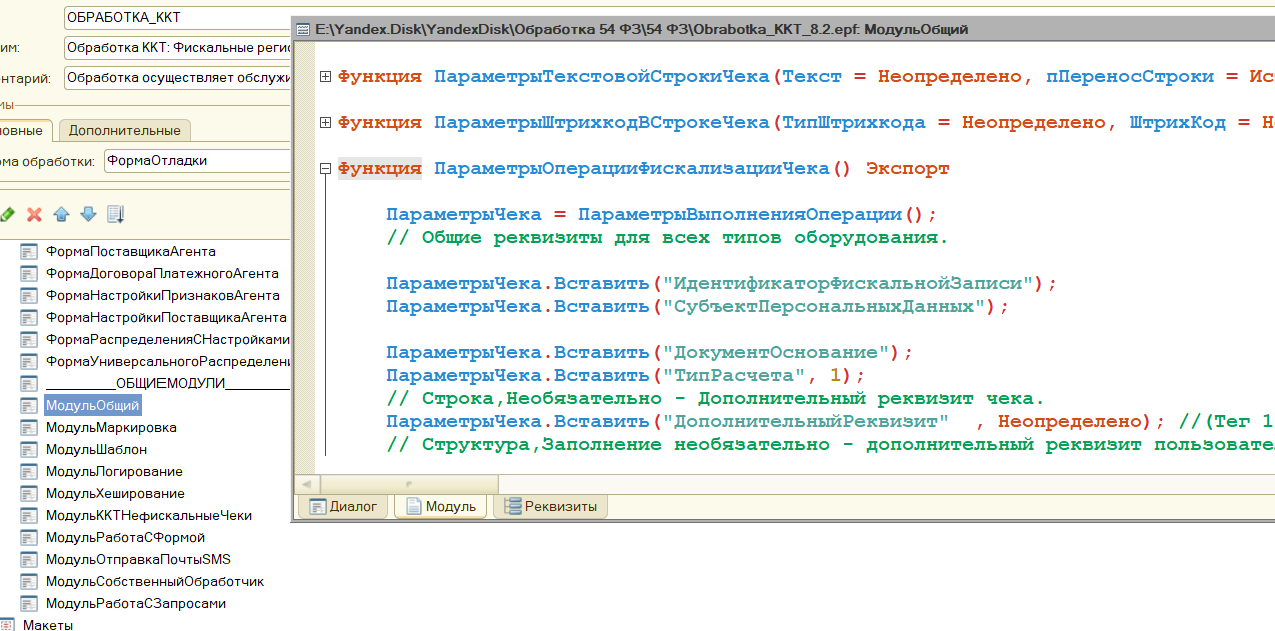 ОБРАБОТКА_ККТ
им:
Обработка ККТ: Фискальные реги
нтарий:
Обработка осуществляет обслужи
мы
новные
Дополнительные
ма обработки:
ФормаОтладки
ФормаПоставщикаАгента
ФормаДоговораПлатежногоАгента
ФормаНастройкиПризнаковАгента
ФормаНастройкиПоставщикаАгента
ФормаРаспределенияСНастройками
ФормаУниверсальногоРаспределени
__________ОБЩИЕМОДУЛИ__________
МодульОбщий
МодульМаркировка
МодульШаблон
МодульЛогирование
МодульХеширование
МодульККТНефискальныеЧеки
МодульРаботаСФормой
МодульОтправкаПочтыSMS
МодульСобственныйОбработчик
МодульРаботаСЗапросами
Макеты
E:\Yandex.Disk\YandexDisk\Обработка 54 ФЗ\54 ФЗ\Obrabotka_KKT_8.2.epf: МодульОбщий
Функция ПараметрыТекстовойСтрокиЧека(Текст = Неопределено, пПереносСтроки = Ис
Функция ПараметрыШтрихкодВСтрокеЧека(ТипШтрихкода = Неопределено, ШтрихКод = Н
Функция ПараметрыОперацииФискализацииЧека() Экспорт
ПараметрыЧека = ПараметрыВыполненияОперации();
// Общие реквизиты для всех типов оборудования.
ПараметрыЧека.Вставить("ИдентификаторФискальнойЗаписи");
ПараметрыЧека.Вставить("СубъектПерсональныхДанных");
ПараметрыЧека.Вставить("ДокументОснование");
ПараметрыЧека.Вставить("ТипРасчета", 1);
// Строка,Необязательно - Дополнительный реквизит чека.
ПараметрыЧека.Вставить("ДополнительныйРеквизит"  , Неопределено); //(Тег 1
// Структура,Заполнение необязательно - дополнительный реквизит пользовате
Диалог
Модуль
Реквизиты